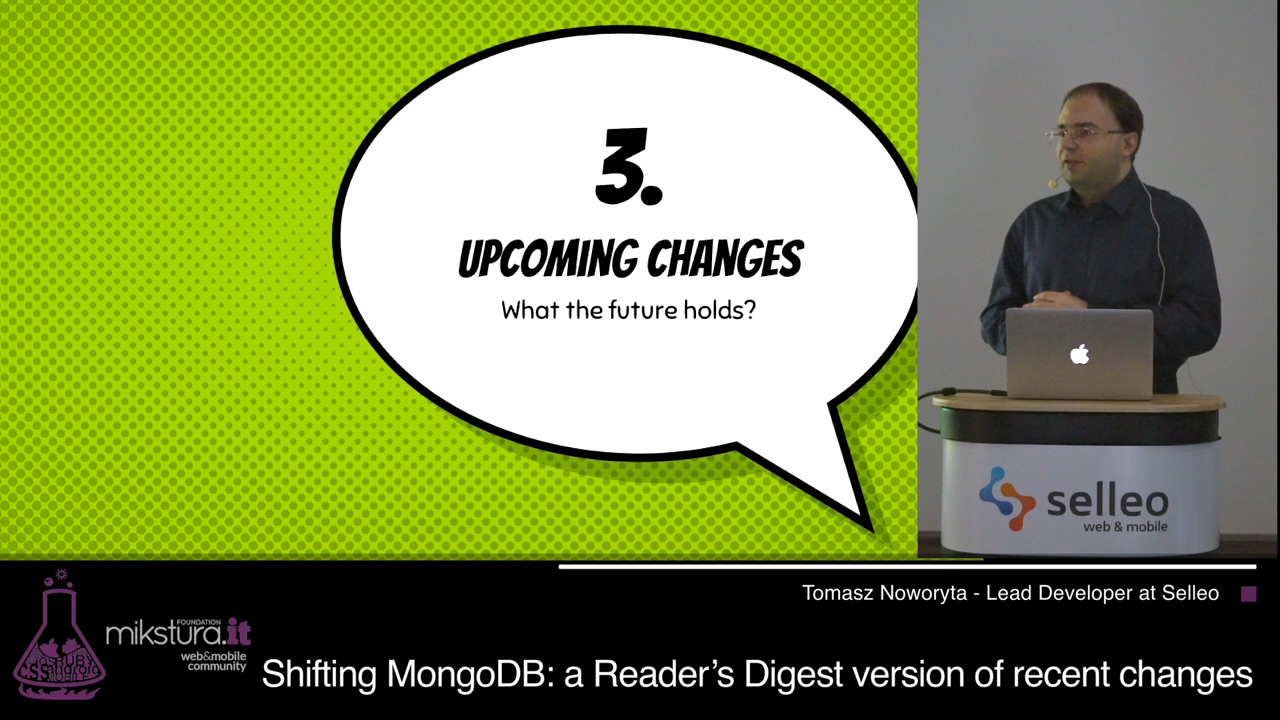 3.
UPCOMING CHANGES
What the future holds?
selleo
web & mobile
Tomasz Noworyta - Lead Developer at Selleo
FOUNDATION
mikstura.it
web&mobile
community
Shifting MongoDB: a Reader's Digest version of recent changes